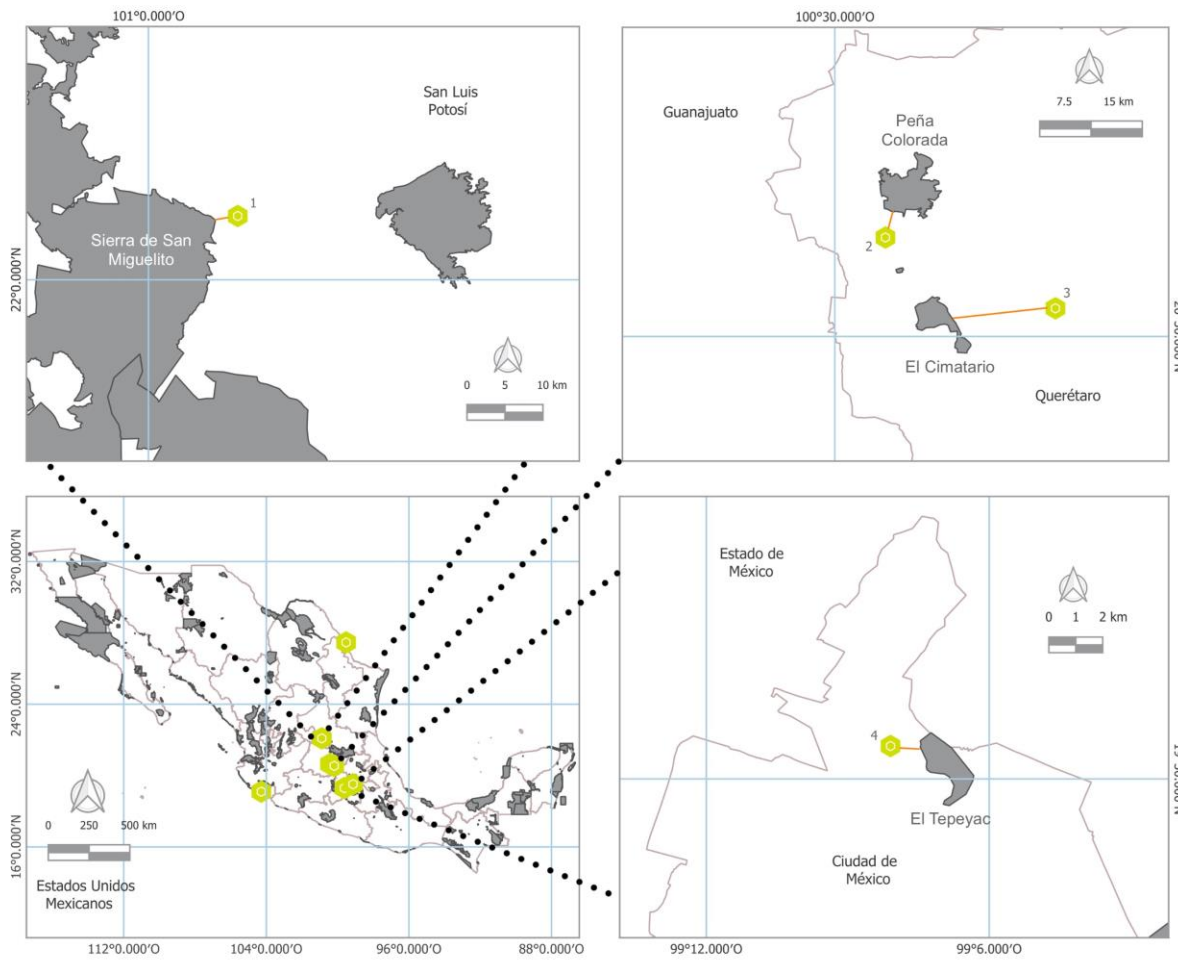 101°0.000′O
San Luis
Potosí
1
Sierra de San
Miguelito
22°0.000′N
0 5 10 km
100°30.000′O
Guanajuato
7.5 15 km
Peña
Colorada
2
3
El Cimatario
Querétaro
32°0.000′N
24°0.000′N
16°0.000′N
0 250 500 km
Estados Unidos
Mexicanos
112°0.000′O
104°0.000′O
96°0.000′O
88°0.000′O
Estado de
México
0 1 2 km
4
El Tepeyac
Ciudad de
México
99°12.000′O
99°6.000′O